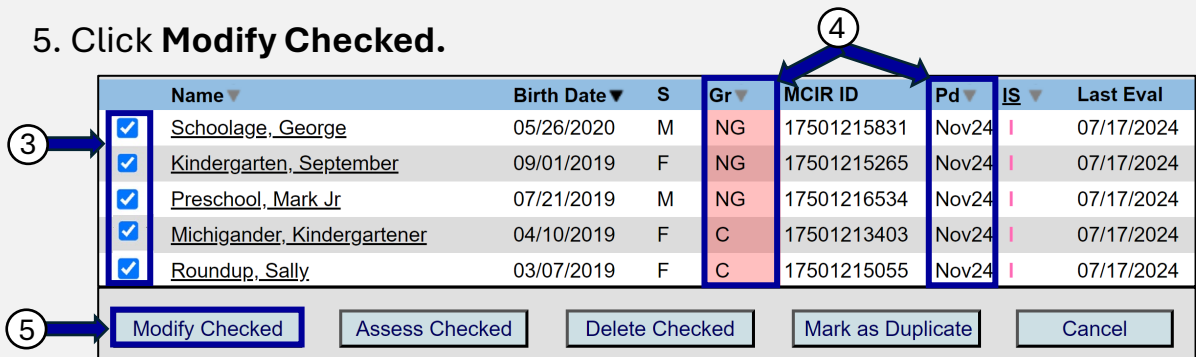 4
5. Click Modify Checked.
Name Birth Date S Gr MCIR ID Pd IS Last Eval
3
Schoolage, George 05/26/2020 M NG 17501215831 Nov24 I 07/17/2024
Kindergarten, September 09/01/2019 F NG 17501215265 Nov24 I 07/17/2024
Preschool, Mark Jr 07/21/2019 M NG 17501216534 Nov24 I 07/17/2024
Michigander, Kindergartener 04/10/2019 F C 17501213403 Nov24 I 07/17/2024
Roundup, Sally 03/07/2019 F C 17501215055 Nov24 I 07/17/2024
5 Modify Checked Assess Checked Delete Checked Mark as Duplicate Cancel